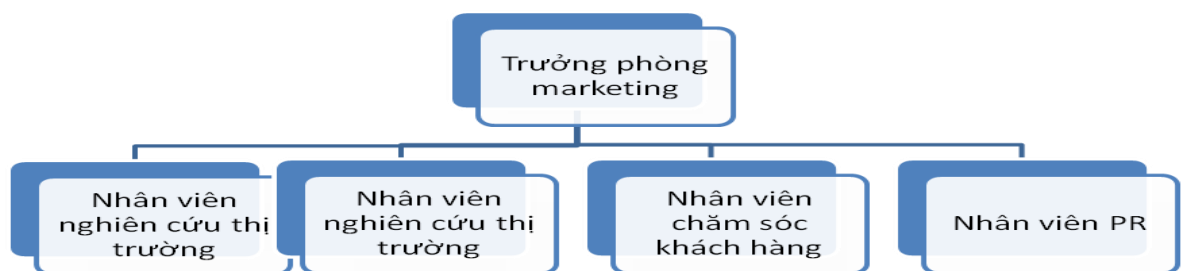 Trưởng phòng
marketing
Nhân viên
nghiên cứu thị
trường
Nhân viên
nghiên cứu thị
trường
Nhân viên
chăm sóc
khách hàng
Nhân viên PR